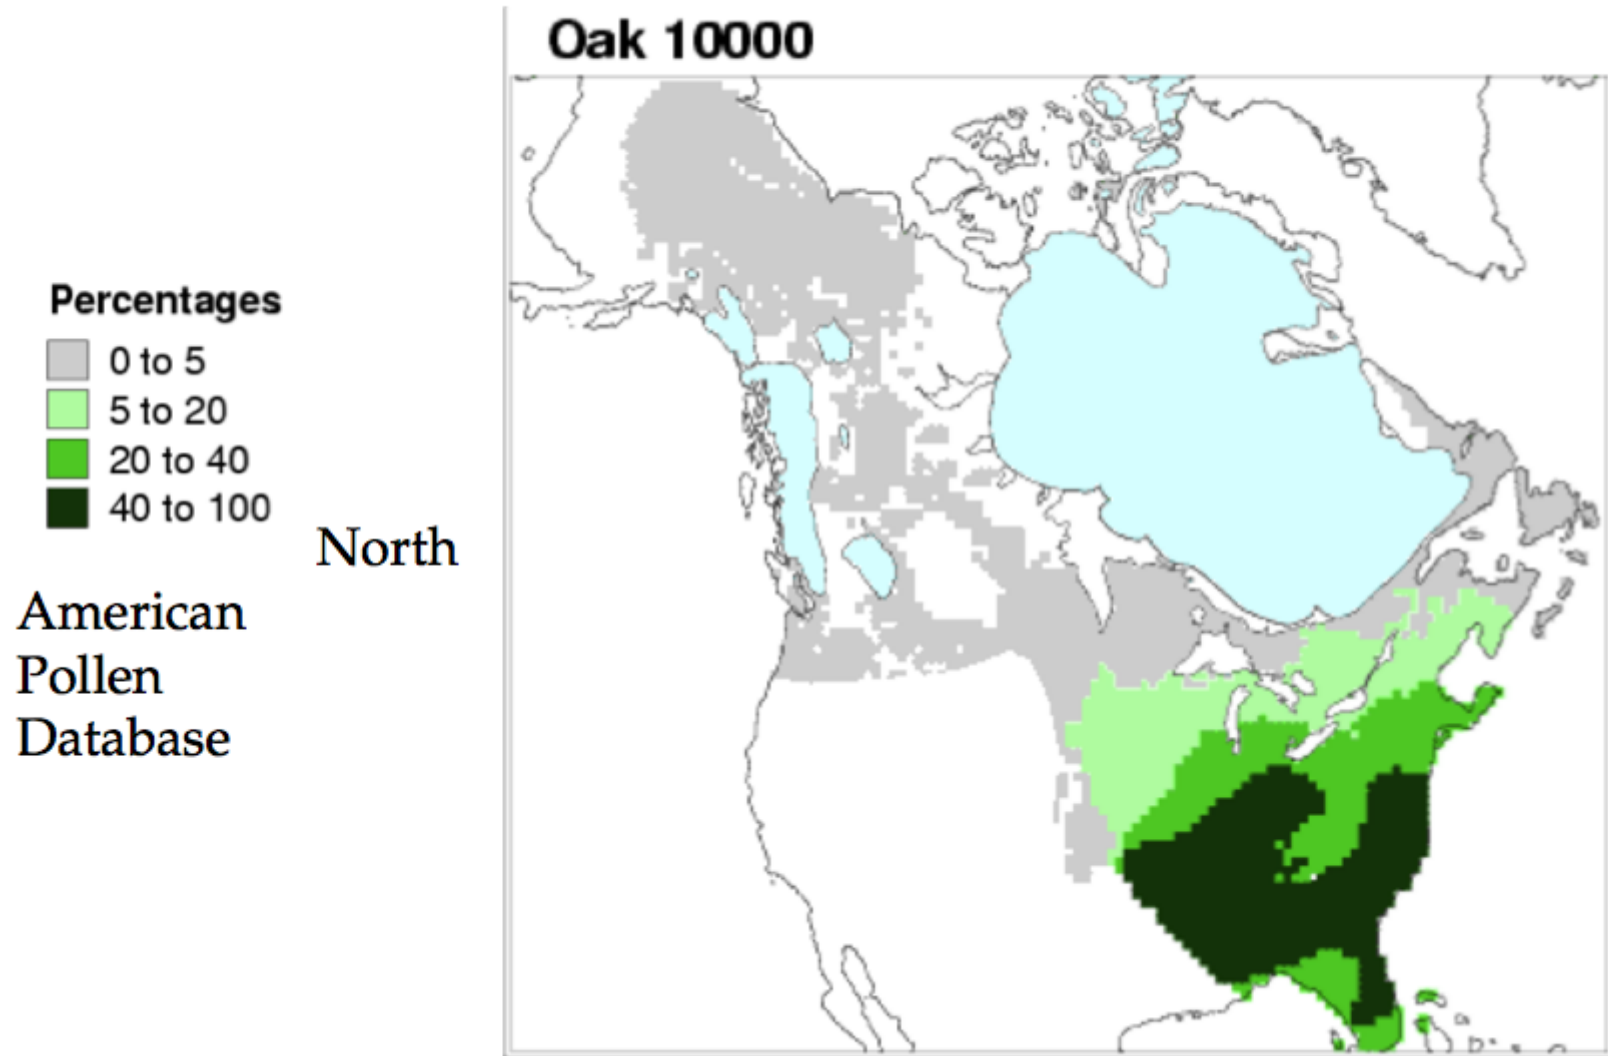 Oak 10000
Percentages
0 to 5
5 to 20
20 to 40
40 to 100
North
American
Pollen
Database